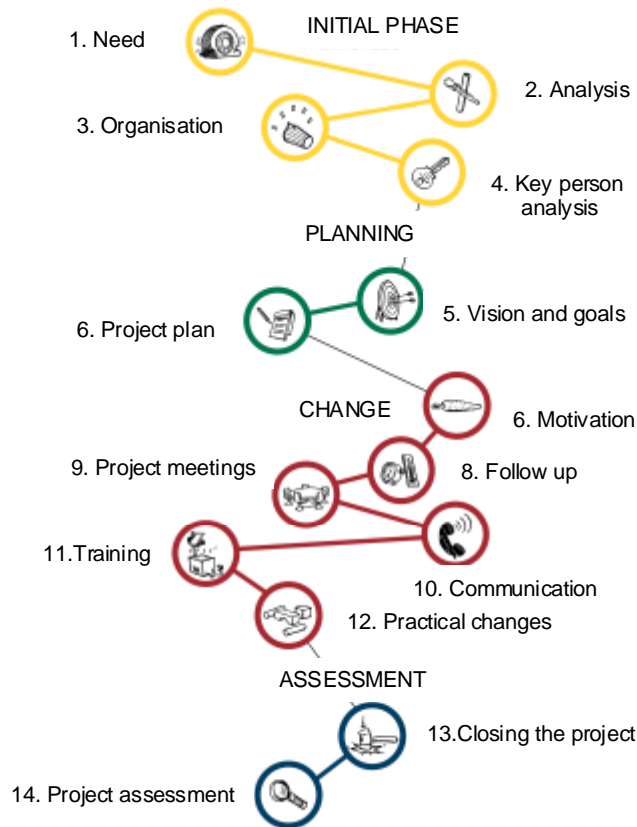 INITIAL PHASE
1. Need
2. Analysis
3. Organisation
4. Key person
analysis
PLANNING
5. Vision and goals
6. Project plan
CHANGE
6. Motivation
9. Project meetings
8. Follow up
11.Training
10. Communication
12. Practical changes
ASSESSMENT
13.Closing the project
14. Project assessment